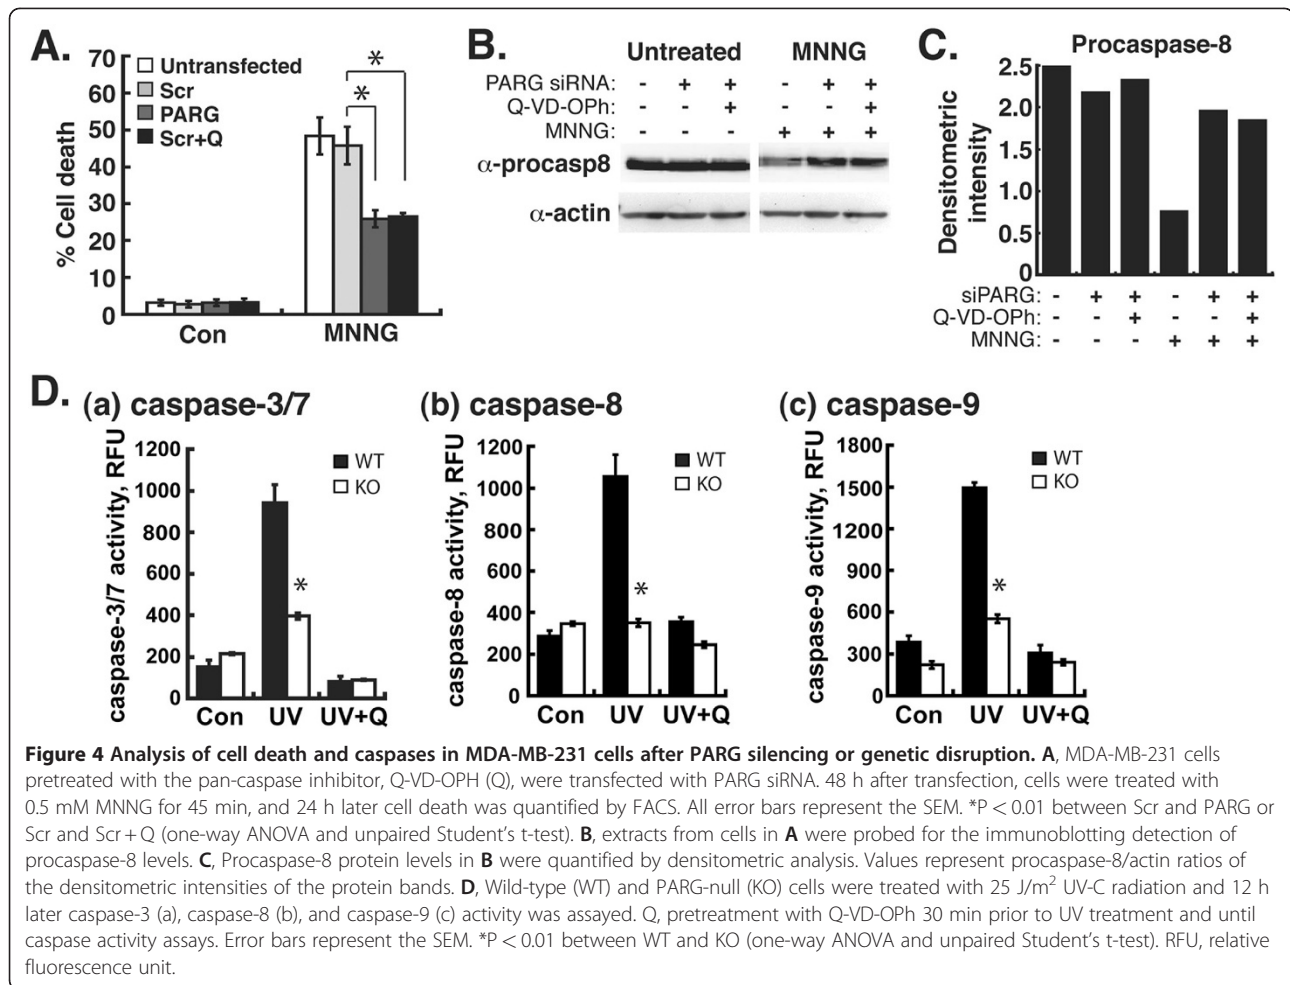 A.
70
60
50
40
30
20
10
0
% Cell death
Untransfected
Scr
PARG
Scr+Q
*
*
Con MNNG
B.
Untreated MNNG
PARG siRNA: - + + - + +
Q-VD-OPh: - - + - - +
MNNG: - - - + + +
α-procasp8
α-actin
C.
Procaspase-8
Densitometric
intensity
2.5
2.0
1.5
1.0
0.5
0
siPARG: - + + - + +
Q-VD-OPh: - - + - - +
MNNG: - - - + + +
D.
(a) caspase-3/7
caspase-3/7 activity, RFU
1200
1000
800
600
400
200
0
WT
KO
*
Con UV UV+Q
(b) caspase-8
caspase-8 activity, RFU
1200
1000
800
600
400
200
0
WT
KO
*
Con UV UV+Q
(c) caspase-9
caspase-9 activity, RFU
1800
1500
1200
900
600
300
0
WT
KO
*
Con UV UV+Q
Figure 4 Analysis of cell death and caspases in MDA-MB-231 cells after PARG silencing or genetic disruption. A, MDA-MB-231 cells
pretreated with the pan-caspase inhibitor, Q-VD-OPH (Q), were transfected with PARG siRNA. 48 h after transfection, cells were treated with
0.5 mM MNNG for 45 min, and 24 h later cell death was quantified by FACS. All error bars represent the SEM. *P < 0.01 between Scr and PARG or
Scr and Scr + Q (one-way ANOVA and unpaired Student's t-test). B, extracts from cells in A were probed for the immunoblotting detection of
procaspase-8 levels. C, Procaspase-8 protein levels in B were quantified by densitometric analysis. Values represent procaspase-8/actin ratios of
the densitometric intensities of the protein bands. D, Wild-type (WT) and PARG-null (KO) cells were treated with 25 J/m² UV-C radiation and 12 h
later caspase-3 (a), caspase-8 (b), and caspase-9 (c) activity was assayed. Q, pretreatment with Q-VD-OPh 30 min prior to UV treatment and until
caspase activity assays. Error bars represent the SEM. *P < 0.01 between WT and KO (one-way ANOVA and unpaired Student's t-test). RFU, relative
fluorescence unit.